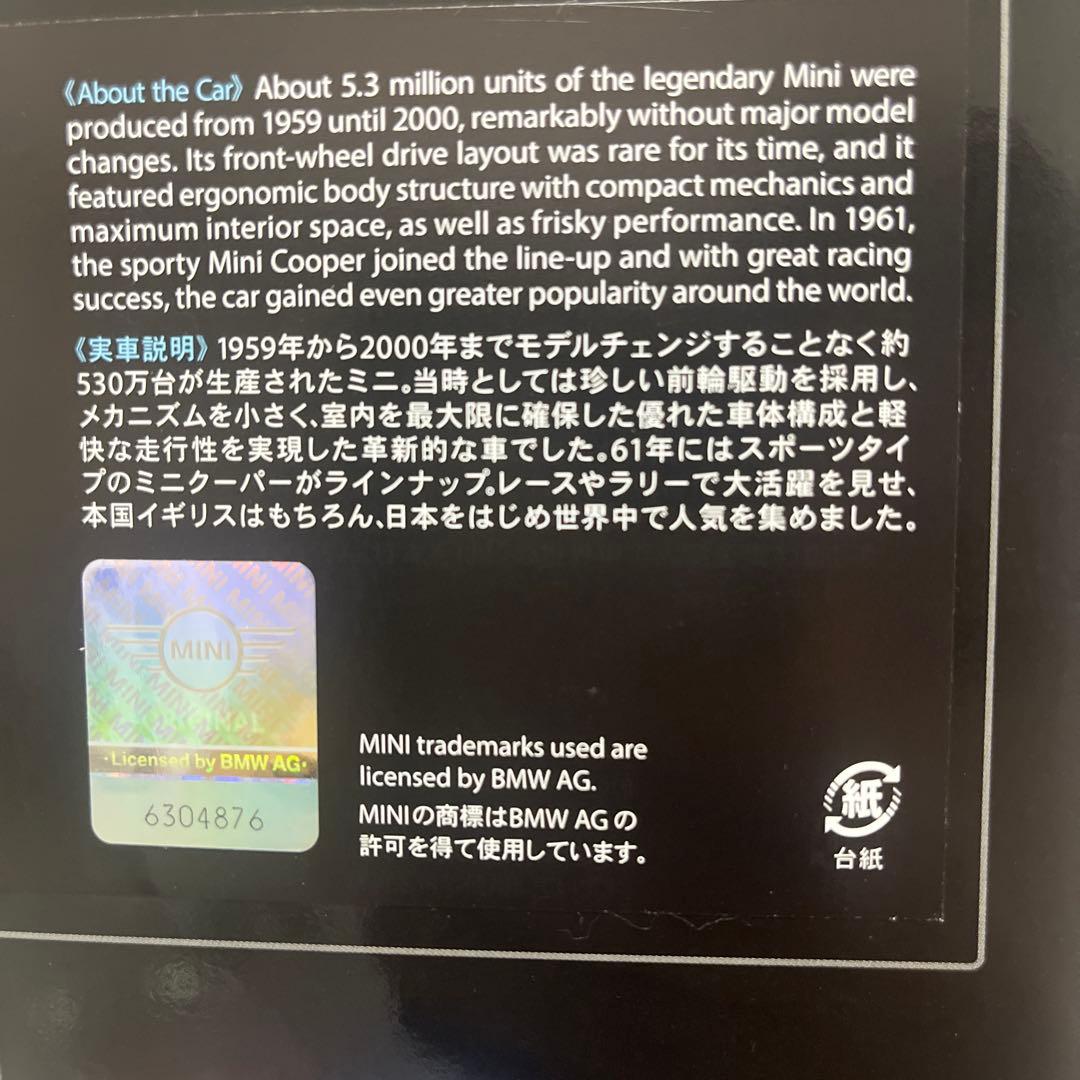 《About the Car》 About 5.3 million units of the legendary Mini were
produced from 1959 until 2000, remarkably without major model
changes. Its front-wheel drive layout was rare for its time, and it
featured ergonomic body structure with compact mechanics and
maximum interior space, as well as frisky performance. In 1961,
the sporty Mini Cooper joined the line-up and with great racing
success, the car gained even greater popularity around the world.
《実車説明》1959年から2000年までモデルチェンジすることなく約
530万台が生産されたミニ。当時としては珍しい前輪駆動を採用し、
メカニズムを小さく、室内を最大限に確保した優れた車体構成と軽
快な走行性を実現した革新的な車でした。61年にはスポーツタイ
プのミニクーパーがラインナップ。レースやラリーで大活躍を見せ、
本国イギリスはもちろん、日本をはじめ世界中で人気を集めました。
MINI
ORIGINAL
·Licensed by BMW AG·
6304876
MINI trademarks used are
licensed by BMW AG.
MINIの商標はBMW AGの
許可を得て使用しています。
紙
台紙